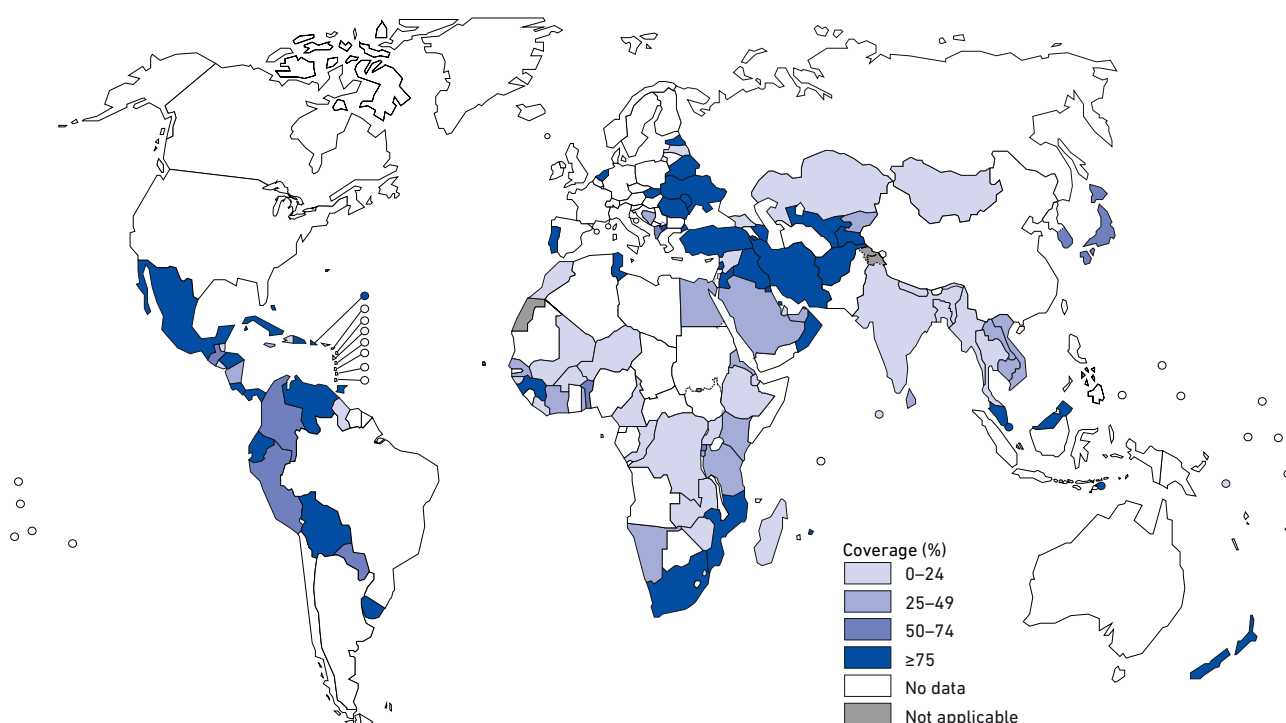 Coverage (%)
0–24
25–49
50–74
≥75
No data
Not applicable